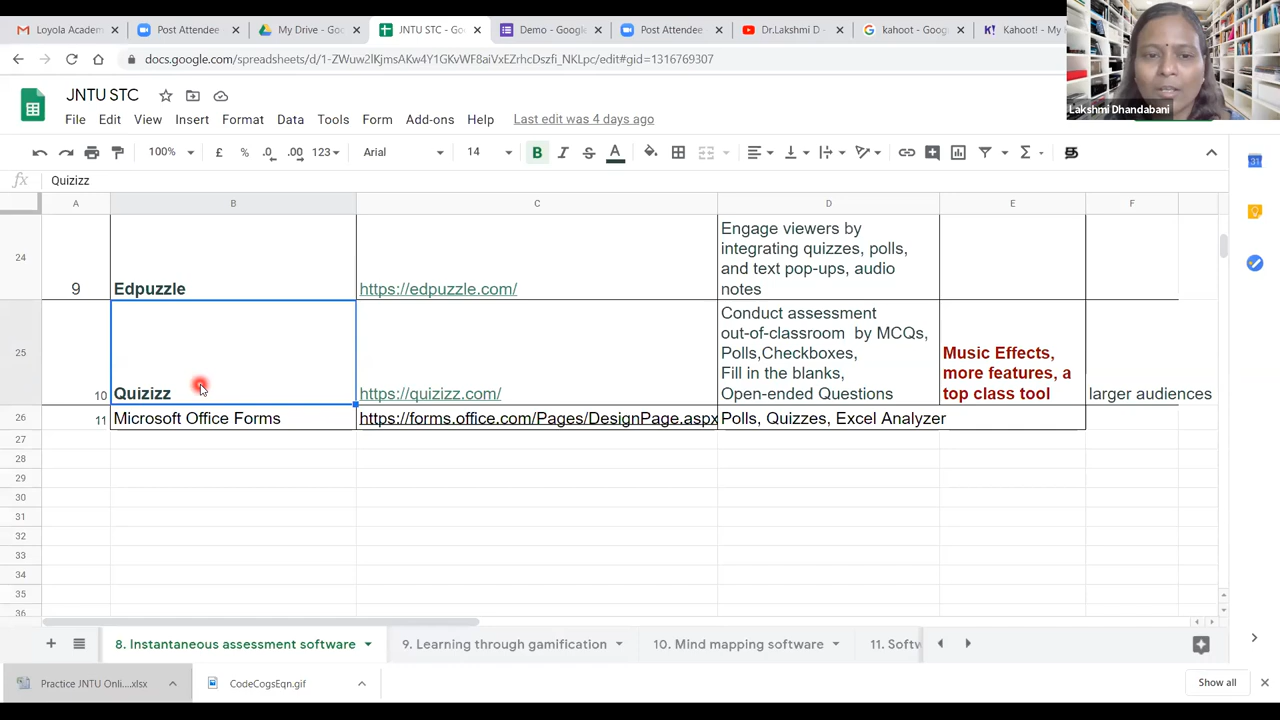 Loyola Acaden
Post Attendee
My Drive - Goo
JNTU STC - Go
Demo - Google
Post Attendee
Dr.Lakshmi D -
kahoot - Goog
Kahoot! - My
docs.google.com/spreadsheets/d/1-
/edit#gid=1316769307
Lakshmi Dhandabani
JNTU STC
File Edit View Insert Format Data Tools Form Add-ons Help Last edit was 4 days ago
100% £ % .0 .00 123 Arial 14 B I S A
fx Quizizz
A B C D E F
24 9 Edpuzzle https://edpuzzle.com/ Engage viewers by
integrating quizzes, polls,
and text pop-ups, audio
notes
25 10 Quizizz https://quizizz.com/ Conduct assessment
out-of-classroom by MCQs,
Polls,Checkboxes,
Fill in the blanks,
Open-ended Questions
Music Effects,
more features, a
top class tool
larger audiences
26 11 Microsoft Office Forms https://forms.office.com/Pages/DesignPage.aspx Polls, Quizzes, Excel Analyzer
27
28
29
30
31
32
33
34
35
36
8. Instantaneous assessment software 9. Learning through gamification 10. Mind mapping software 11. Softw
Practice JNTU Onli....xlsx CodeCogsEqn.gif Show all